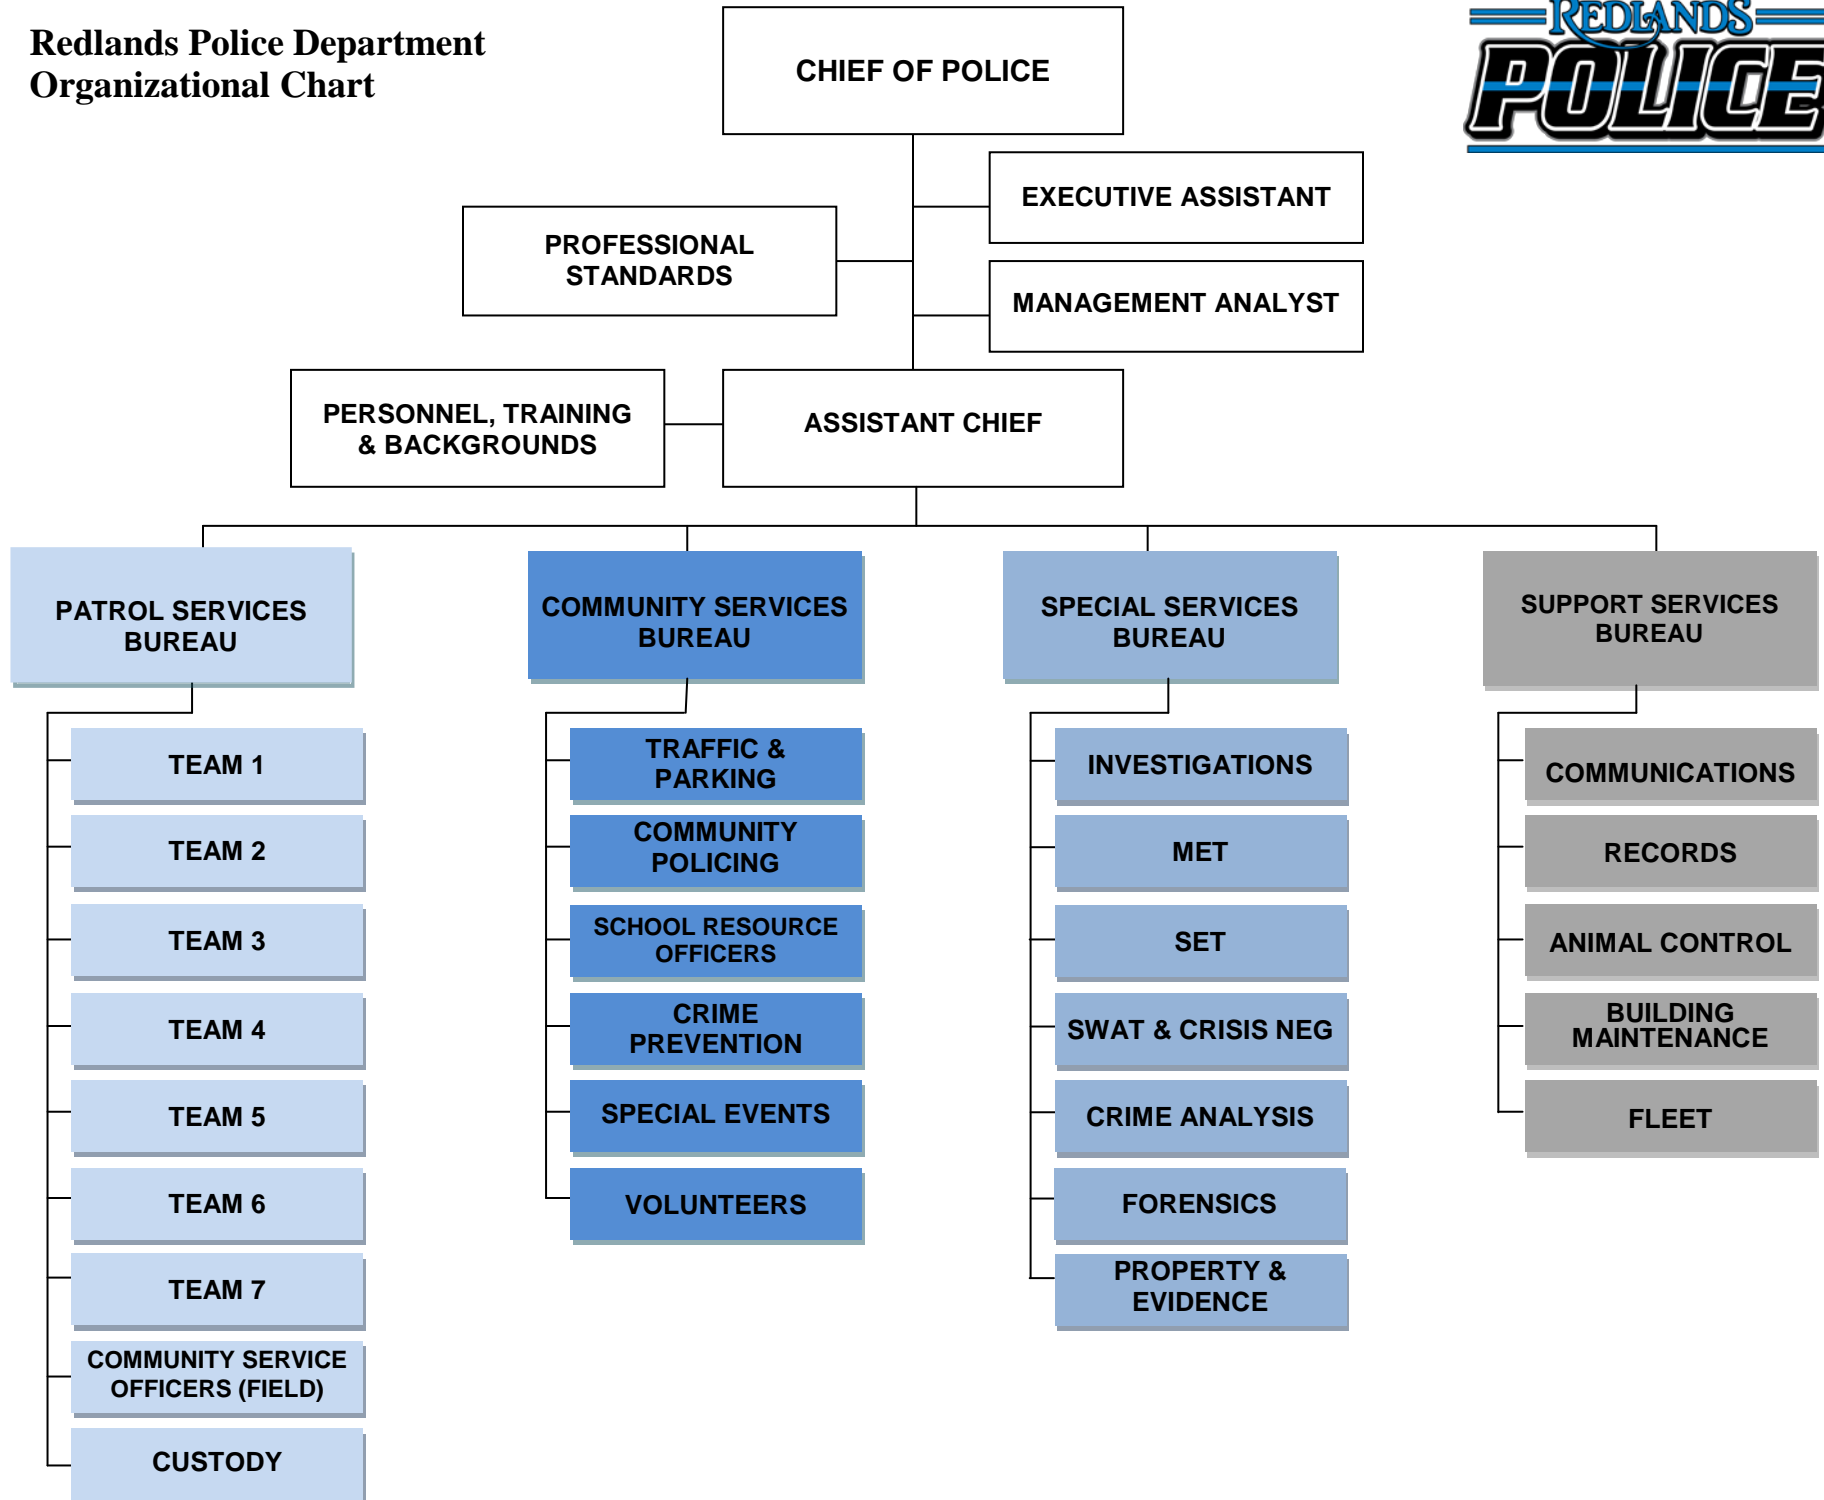 Redlands Police Department
Organizational Chart
CHIEF OF POLICE
REDLANDS
POLICE
EXECUTIVE ASSISTANT
PROFESSIONAL
STANDARDS
MANAGEMENT ANALYST
PERSONNEL, TRAINING
& BACKGROUNDS
ASSISTANT CHIEF
PATROL SERVICES
BUREAU
TEAM 1
TEAM 2
TEAM 3
TEAM 4
TEAM 5
TEAM 6
TEAM 7
COMMUNITY SERVICE
OFFICERS (FIELD)
CUSTODY
COMMUNITY SERVICES
BUREAU
TRAFFIC &
PARKING
COMMUNITY
POLICING
SCHOOL RESOURCE
OFFICERS
CRIME
PREVENTION
SPECIAL EVENTS
VOLUNTEERS
SPECIAL SERVICES
BUREAU
INVESTIGATIONS
MET
SET
SWAT & CRISIS NEG
CRIME ANALYSIS
FORENSICS
PROPERTY &
EVIDENCE
SUPPORT SERVICES
BUREAU
COMMUNICATIONS
RECORDS
ANIMAL CONTROL
BUILDING
MAINTENANCE
FLEET